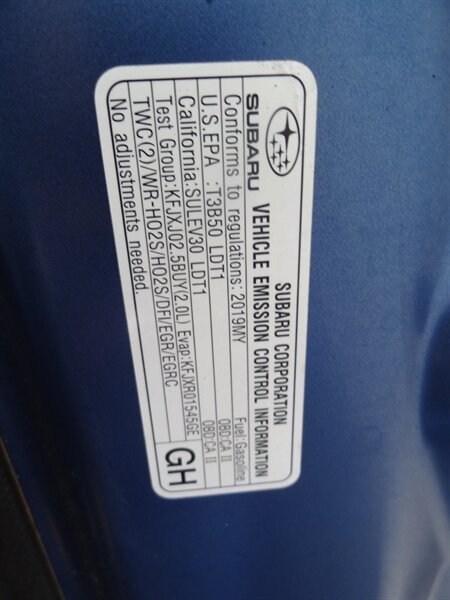 SUBARU
SUBARU CORPORATION
VEHICLE EMISSION CONTROL INFORMATION
Conforms to regulations: 2019MY Fuel:Gasoline
U.S.EPA :T3B50 LDT1 OBD:CA II
California:SULEV30 LDT1 OBD:CA II
Test Group:KFJXJ02.5BUY(2.0L) Evap:KFJXR01545GE
TWC(2)/WR-HO2S/HO2S/DFI/EGR/EGRC
No adjustments needed.
GH